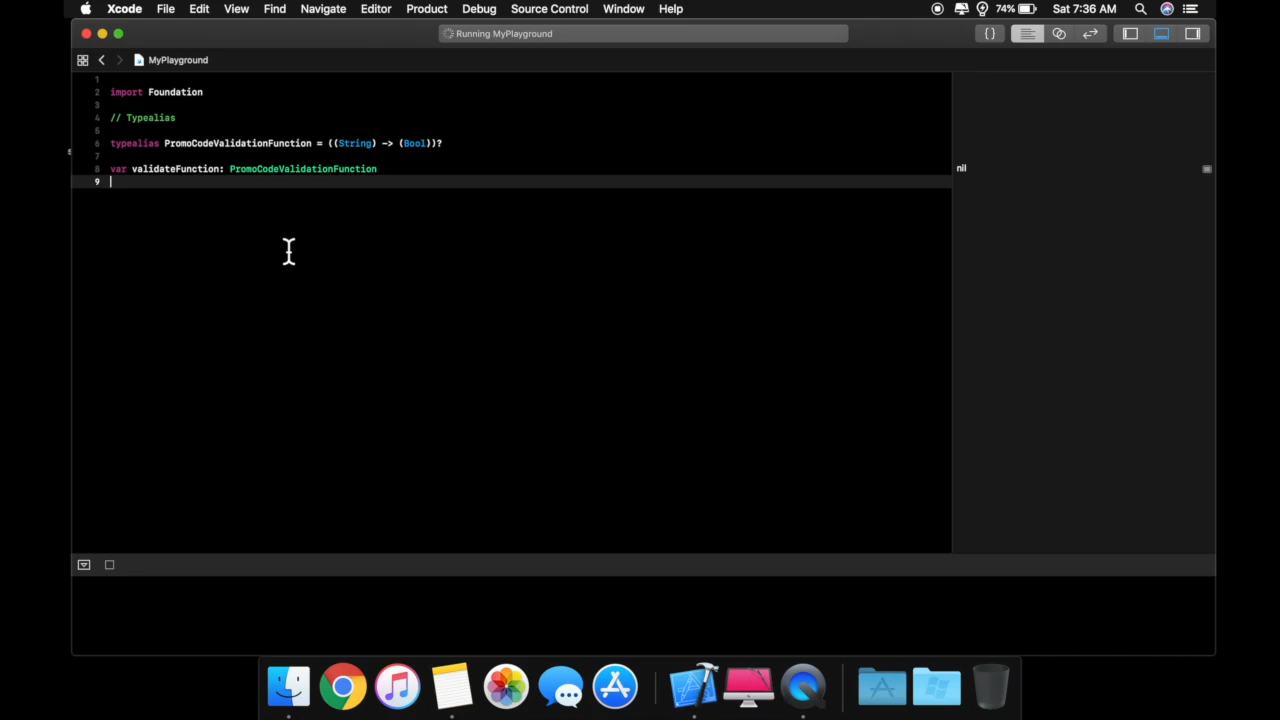 Xcode File Edit View Find Navigate Editor Product Debug Source Control Window Help 74% Sat 7:36 AM
Running MyPlayground
{ }
MyPlayground
1
2 import Foundation
3
4 // Typealias
5
6 typealias PromoCodeValidationFunction = ((String) -> (Bool))?
7
8 var validateFunction: PromoCodeValidationFunction nil
9